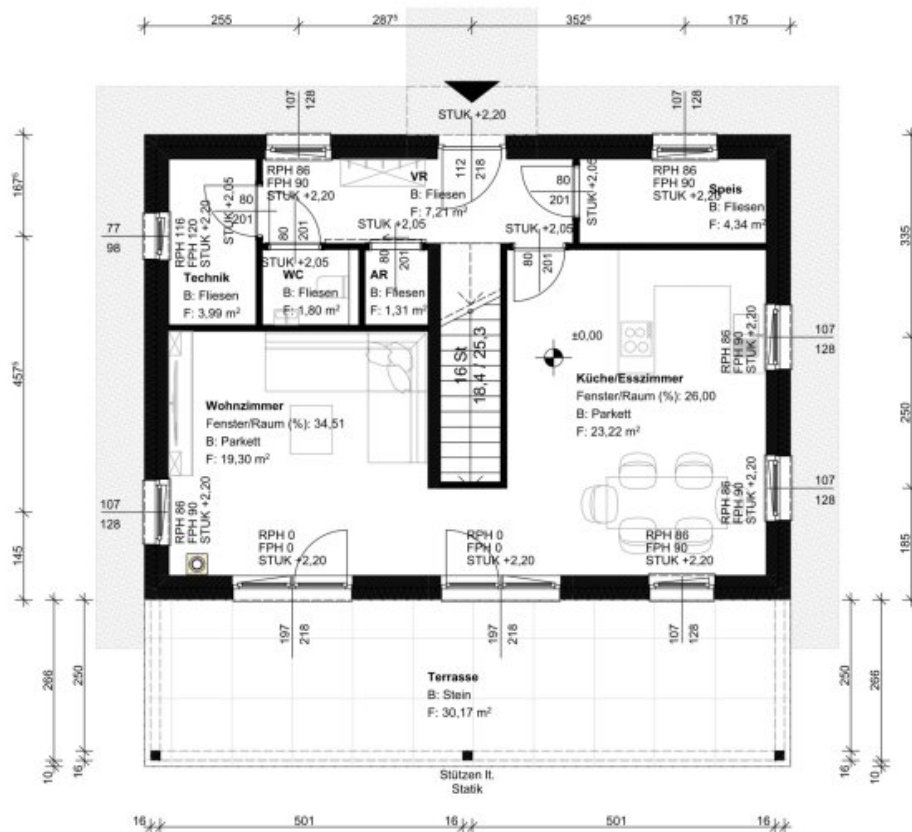 255
287⁵
352⁵
175
107
128
STUK +2,20
107
128
167⁵
RPH 86
FPH 90
STUK +2,20
VR
B: Fliesen
F: 7,21 m²
112
218
80
201
STUK +2,05
RPH 86
FPH 90
STUK +2,20
Speis
B: Fliesen
F: 4,34 m²
335
77
98
RPH 116
FPH 120
STUK +2,20
STUK +2,05
80
201
80
201
STUK +2,05
STUK +2,05
STUK +2,05
80
201
80
201
Technik
B: Fliesen
F: 3,99 m²
WC
B: Fliesen
F: 1,80 m²
AR
B: Fliesen
F: 1,31 m²
16 St
18,4 / 25,3
±0,00
RPH 86
FPH 90
STUK +2,20
107
128
457⁵
Wohnzimmer
Fenster/Raum (%): 34,51
B: Parkett
F: 19,30 m²
Küche/Esszimmer
Fenster/Raum (%): 26,00
B: Parkett
F: 23,22 m²
250
107
128
RPH 86
FPH 90
STUK +2,20
RPH 86
FPH 90
STUK +2,20
107
128
145
185
RPH 0
FPH 0
STUK +2,20
RPH 0
FPH 0
STUK +2,20
RPH 86
FPH 90
STUK +2,20
197
218
197
218
107
128
266
250
Terrasse
B: Stein
F: 30,17 m²
250
266
10
16
16
10
Stützen lt.
Statik
16
501
16
501
16